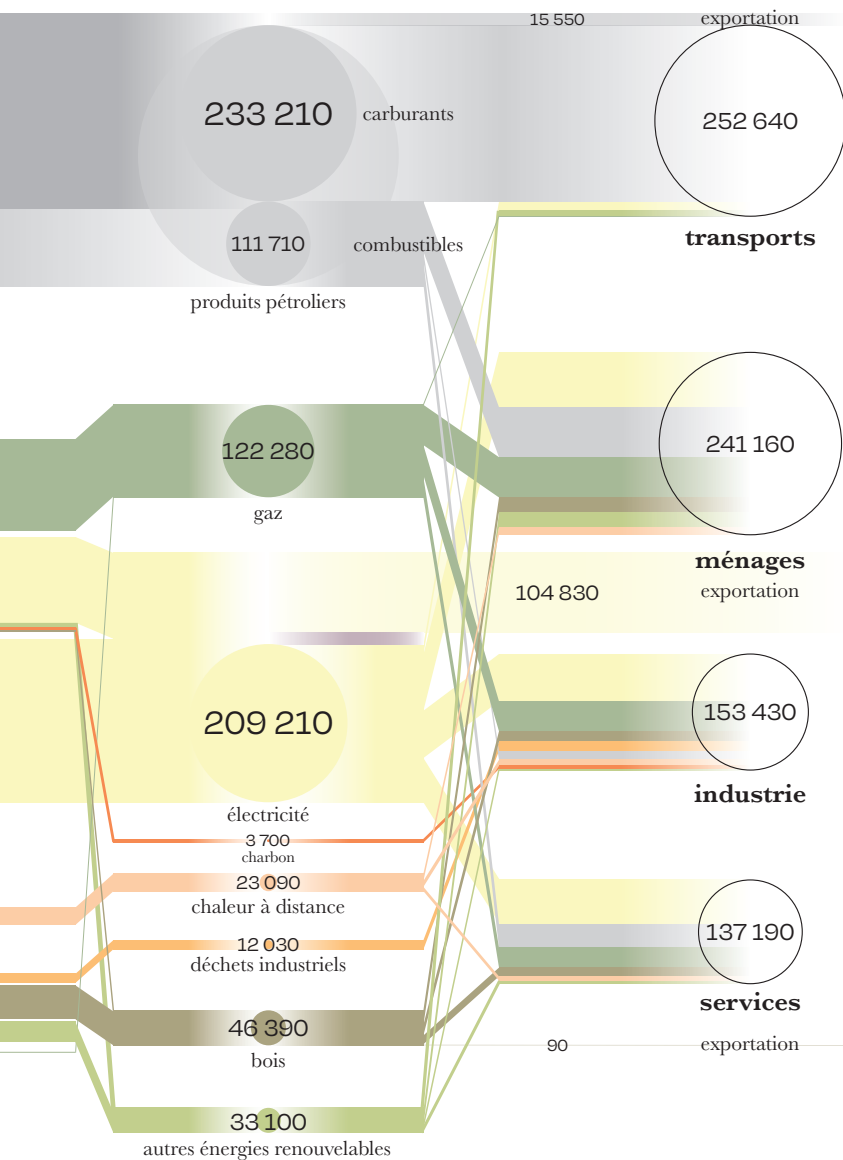 15 550 exportation
233 210 carburants
252 640
transports
111 710 combustibles
produits pétroliers
122 280
gaz
241 160
ménages
104 830 exportation
209 210
électricité
153 430
industrie
3 700
charbon
23 090
chaleur à distance
12 030
déchets industriels
137 190
services
46 390
bois
90 exportation
33 100
autres énergies renouvelables